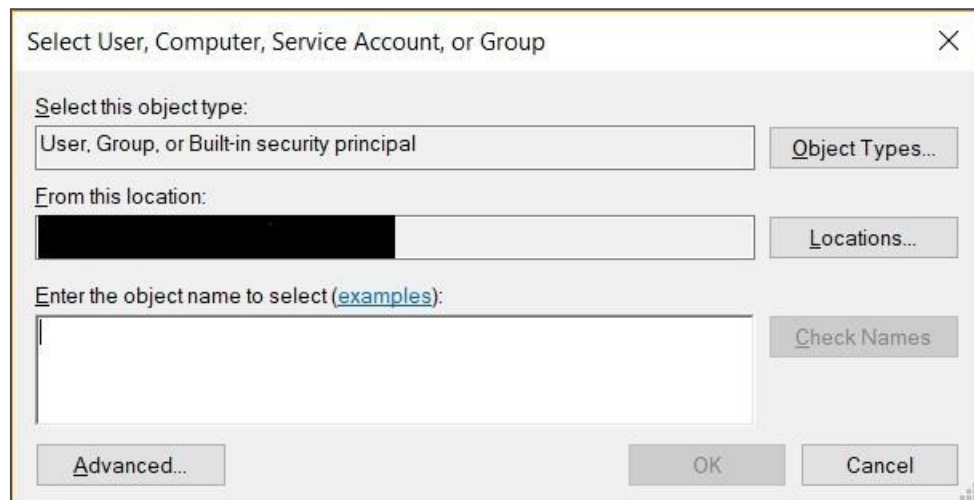 Select User, Computer, Service Account, or Group
Select this object type:
User, Group, or Built-in security principal
Object Types...
From this location:
Locations...
Enter the object name to select (examples):
Check Names
Advanced...
OK
Cancel